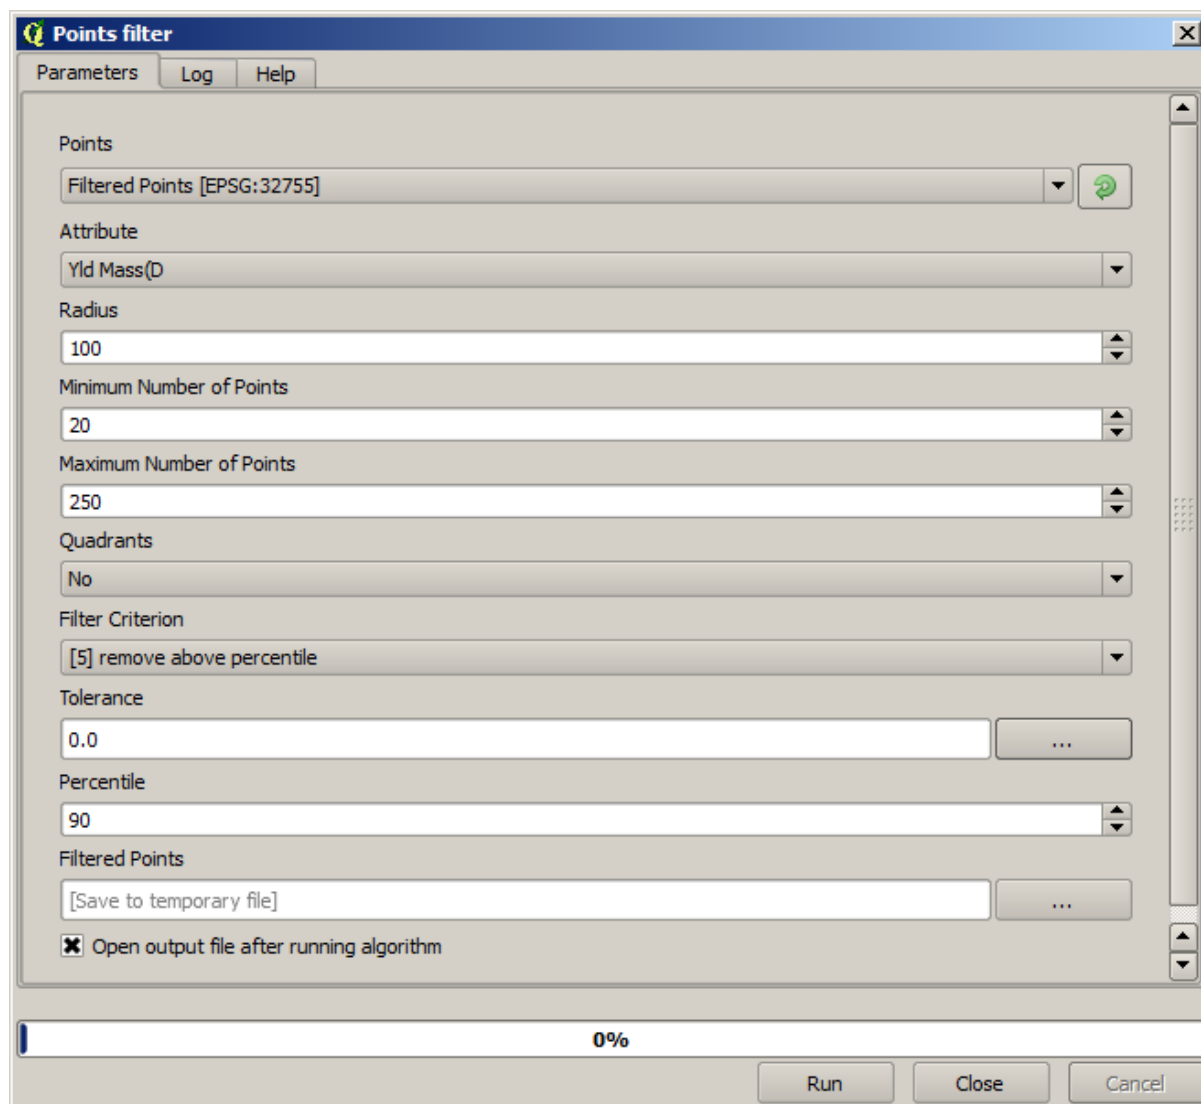 Points filter
Parameters Log Help
Points
Filtered Points [EPSG:32755]
Attribute
Yld Mass(D
Radius
100
Minimum Number of Points
20
Maximum Number of Points
250
Quadrants
No
Filter Criterion
[5] remove above percentile
Tolerance
0.0 ...
Percentile
90
Filtered Points
[Save to temporary file] ...
Open output file after running algorithm
0%
Run Close Cancel